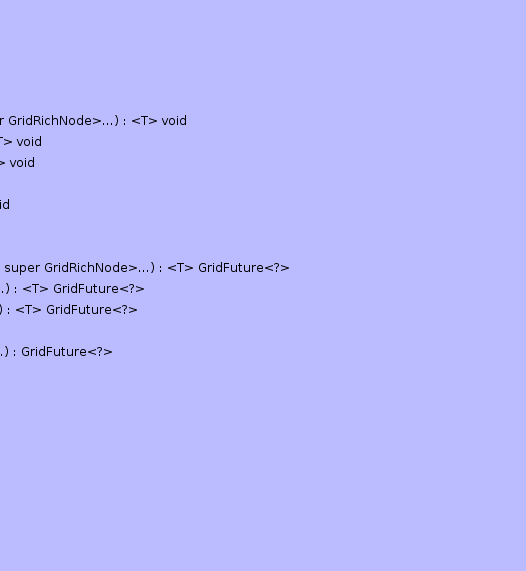 r GridRichNode>...) : <T> void
T> void
> void
id
super GridRichNode>...) : <T> GridFuture<?>
..) : <T> GridFuture<?>
) : <T> GridFuture<?>
..) : GridFuture<?>